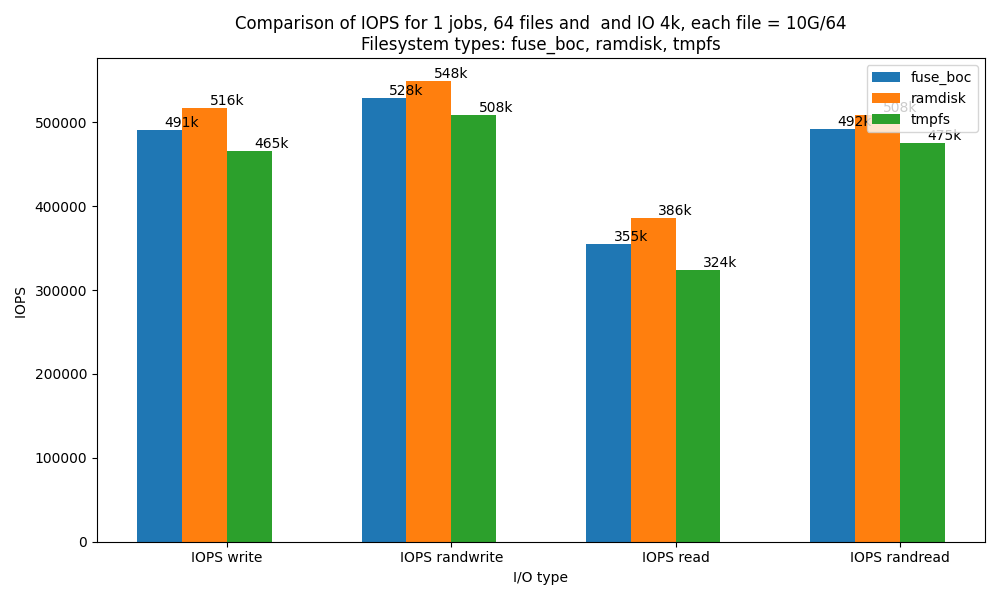 Comparison of IOPS for 1 jobs, 64 files and  and IO 4k, each file = 10G/64
Filesystem types: fuse_boc, ramdisk, tmpfs
fuse_boc
ramdisk
tmpfs
IOPS
500000
400000
300000
200000
100000
0
491k
516k
465k
528k
548k
508k
355k
386k
324k
492k
508k
475k
IOPS write
IOPS randwrite
IOPS read
IOPS randread
I/O type